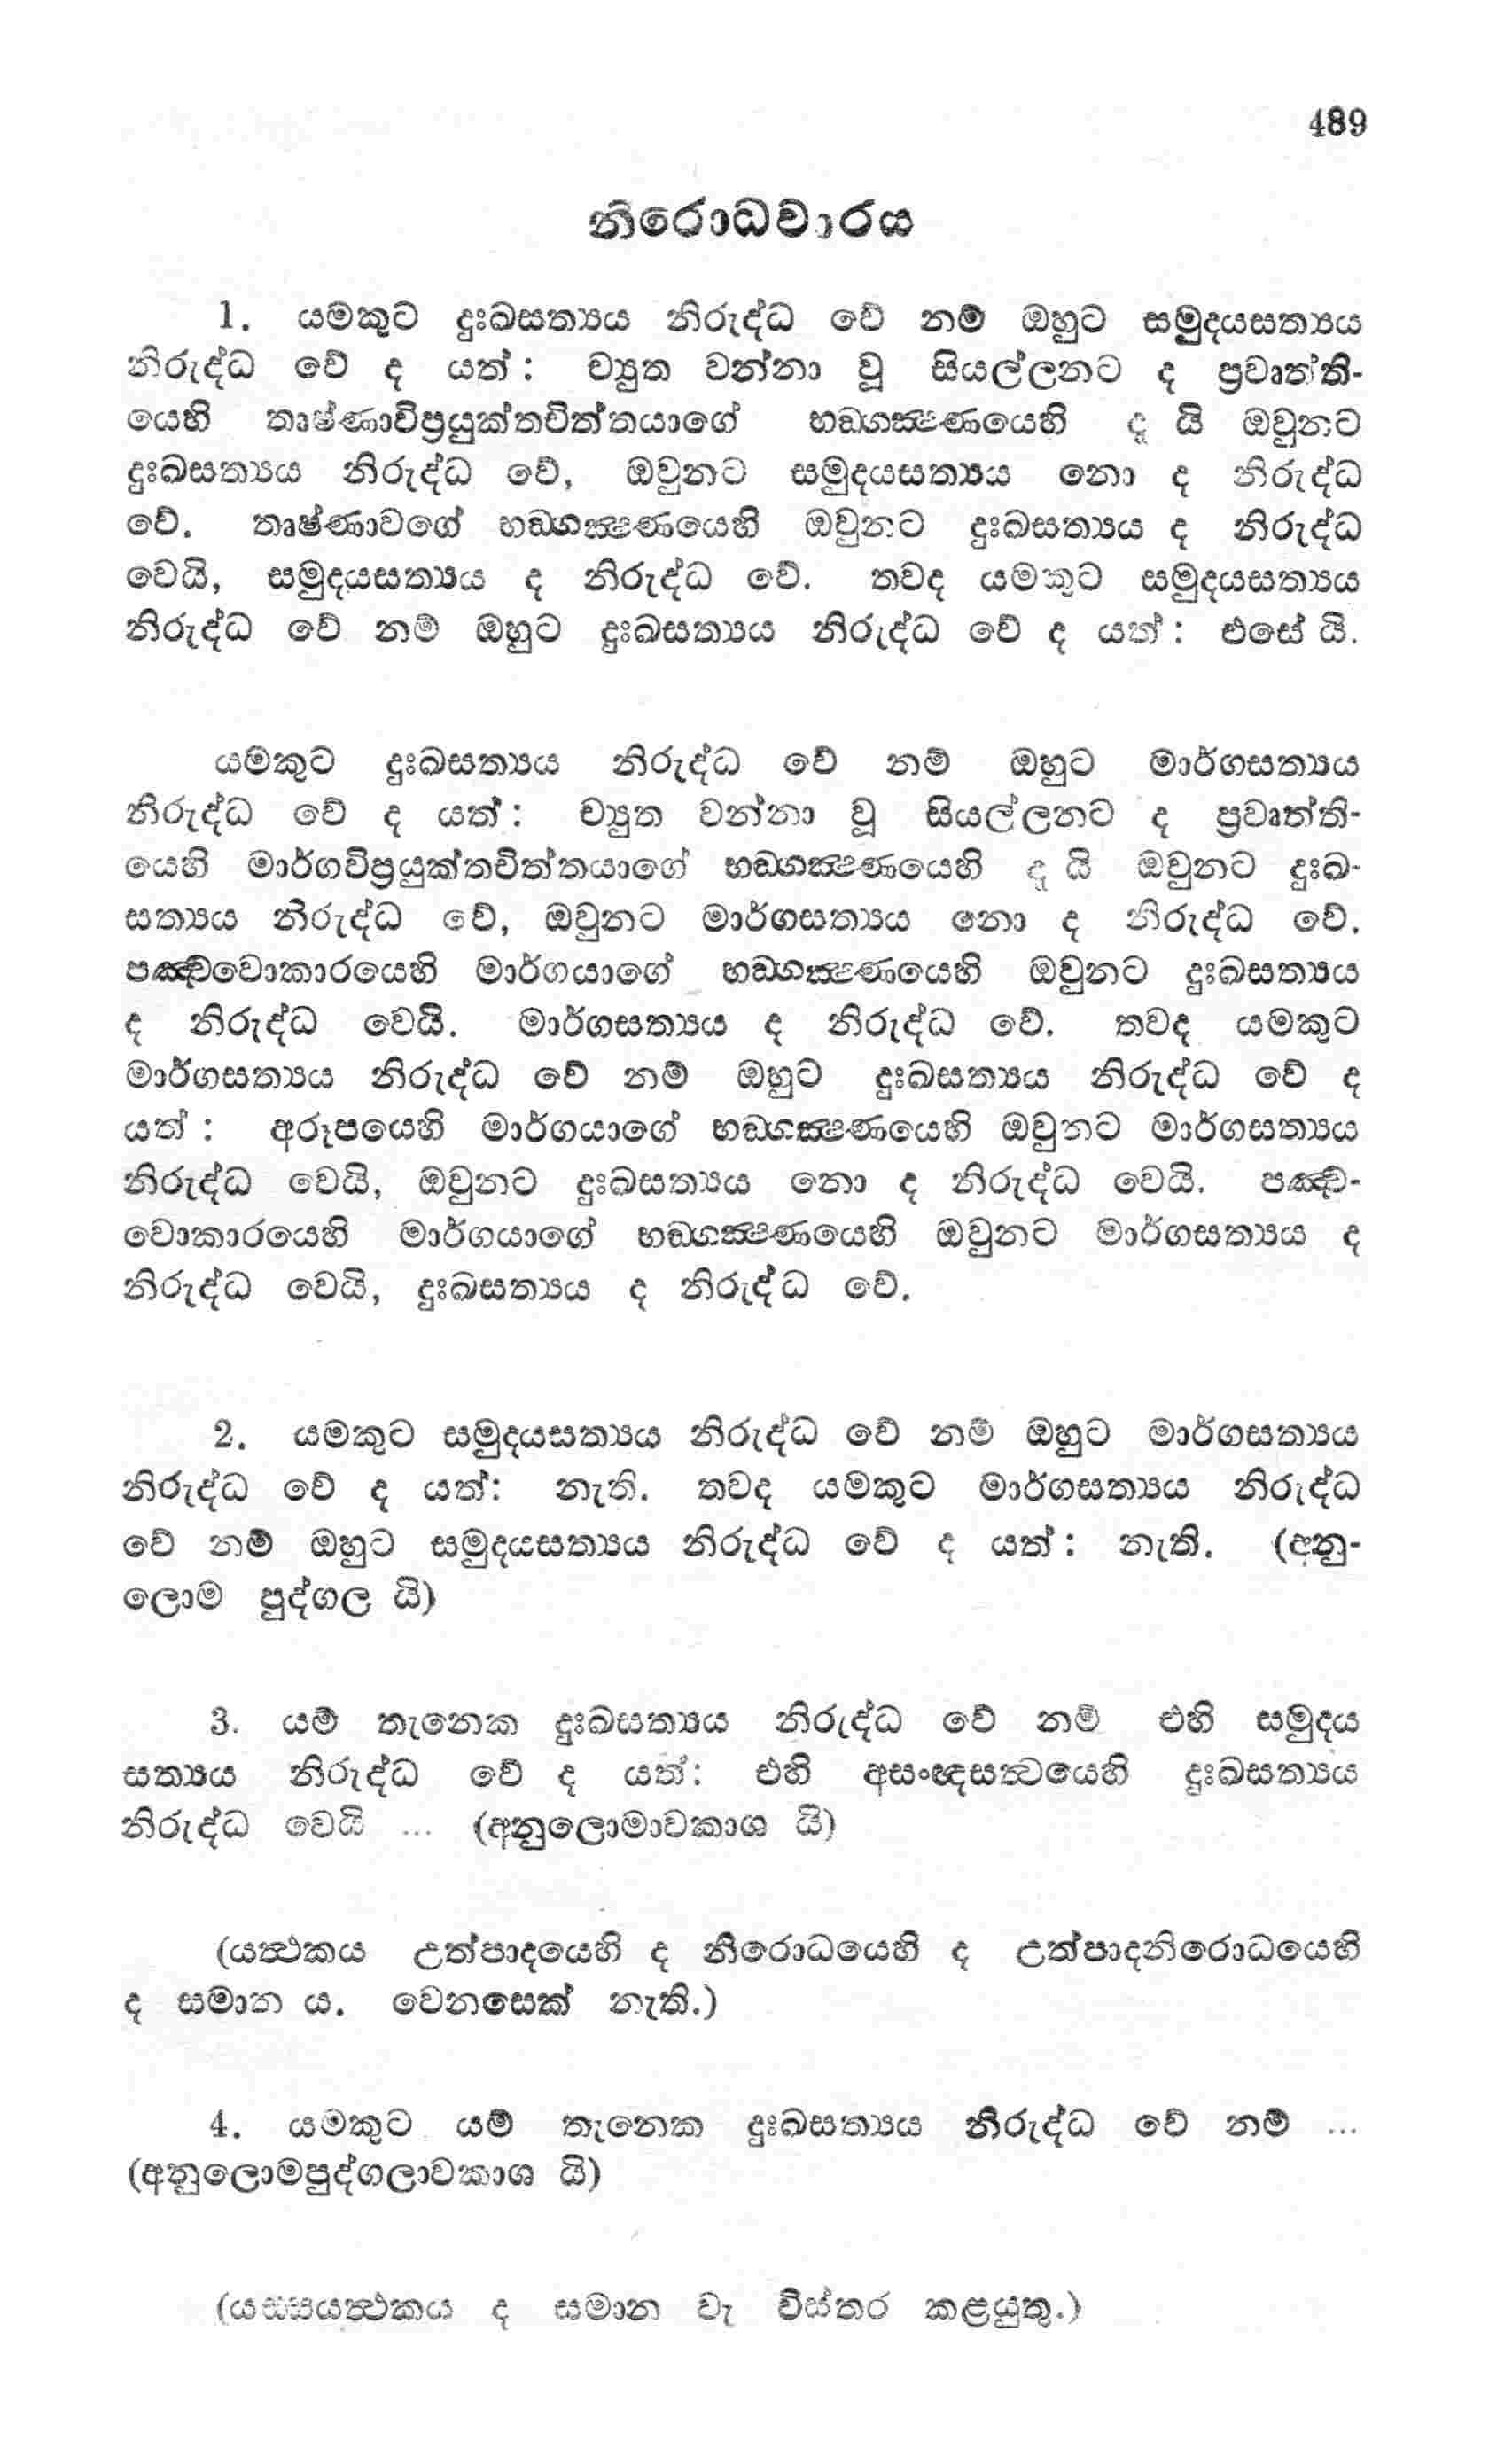 489
නිරොධවාරය
1. යමකුට දුඃඛසත්‍යය නිරුද්ධ වේ නම් ඔහුට සමුදයසත්‍යය
නිරුද්ධ වේ ද යත් : ච්‍යුත වන්නා වූ සියල්ලනට ද ප්‍රවෘත්ති-
යෙහි තෘෂ්ණාවිප්‍රයුක්තචිත්තයාගේ භඞ්ගක්‍ෂණයෙහි ද යි ඔවුනට
දුඃඛසත්‍යය නිරුද්ධ වේ, ඔවුනට සමුදයසත්‍යය නො ද නිරුද්ධ
වේ. තෘෂ්ණාවගේ භඞ්ගක්‍ෂණයෙහි ඔවුනට දුඃඛසත්‍යය ද නිරුද්ධ
වෙයි, සමුදයසත්‍යය ද නිරුද්ධ වේ. තවද යමකුට සමුදයසත්‍යය
නිරුද්ධ වේ නම් ඔහුට දුඃඛසත්‍යය නිරුද්ධ වේ ද යත් : එසේ යි.
යමකුට දුඃඛසත්‍යය නිරුද්ධ වේ නම් ඔහුට මාර්ගසත්‍යය
නිරුද්ධ වේ ද යත් : ච්‍යුත වන්නා වූ සියල්ලනට ද ප්‍රවෘත්ති-
යෙහි මාර්ගවිප්‍රයුක්තචිත්තයාගේ භඞ්ගක්‍ෂණයෙහි ද යි ඔවුනට දුඃඛ-
සත්‍යය නිරුද්ධ වේ, ඔවුනට මාර්ගසත්‍යය නො ද නිරුද්ධ වේ.
පඤ්චවොකාරයෙහි මාර්ගයාගේ භඞ්ගක්‍ෂණයෙහි ඔවුනට දුඃඛසත්‍යය
ද නිරුද්ධ වෙයි. මාර්ගසත්‍යය ද නිරුද්ධ වේ. තවද යමකුට
මාර්ගසත්‍යය නිරුද්ධ වේ නම් ඔහුට දුඃඛසත්‍යය නිරුද්ධ වේ ද
යත් : අරූපයෙහි මාර්ගයාගේ භඞ්ගක්‍ෂණයෙහි ඔවුනට මාර්ගසත්‍යය
නිරුද්ධ වෙයි, ඔවුනට දුඃඛසත්‍යය නො ද නිරුද්ධ වෙයි. පඤ්ච-
වොකාරයෙහි මාර්ගයාගේ භඞ්ගක්‍ෂණයෙහි ඔවුනට මාර්ගසත්‍යය ද
නිරුද්ධ වෙයි, දුඃඛසත්‍යය ද නිරුද්ධ වේ.
2. යමකුට සමුදයසත්‍යය නිරුද්ධ වේ නම් ඔහුට මාර්ගසත්‍යය
නිරුද්ධ වේ ද යත්: නැති. තවද යමකුට මාර්ගසත්‍යය නිරුද්ධ
වේ නම් ඔහුට සමුදයසත්‍යය නිරුද්ධ වේ ද යත් : නැති. (අනු-
ලොම පුද්ගල යි)
3. යම් තැනෙක දුඃඛසත්‍යය නිරුද්ධ වේ නම් එහි සමුදය
සත්‍යය නිරුද්ධ වේ ද යත්: එහි අසංඥසත්‍වයෙහි දුඃඛසත්‍යය
නිරුද්ධ වෙයි ... (අනුලොමාවකාශ යි)
(යත්‍ථකය උත්පාදයෙහි ද නිරොධයෙහි ද උත්පාදනිරොධයෙහි
ද සමාන ය. වෙනසෙක් නැති.)
4. යමකුට යම් තැනෙක දුඃඛසත්‍යය නිරුද්ධ වේ නම් ...
(අනුලොමපුද්ගලාවකාශ යි)
(යස්සයත්‍ථකය ද සමාන වැ විස්තර කළයුතු.)